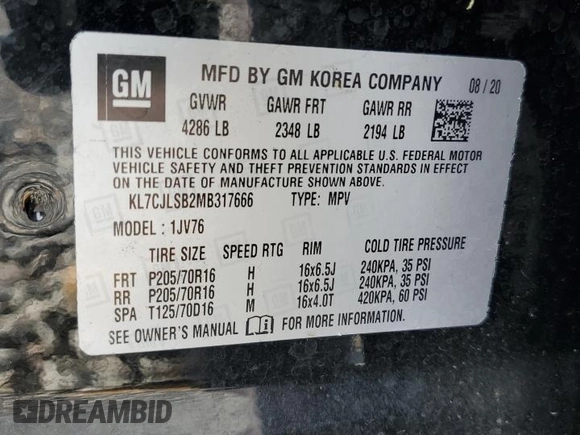 GM
MFD BY GM KOREA COMPANY 08 / 20
GVWR GAWR FRT GAWR RR
4286 LB 2348 LB 2194 LB
THIS VEHICLE CONFORMS TO ALL APPLICABLE U.S. FEDERAL MOTOR
VEHICLE SAFETY AND THEFT PREVENTION STANDARDS IN EFFECT
ON THE DATE OF MANUFACTURE SHOWN ABOVE.
KL7CJLSB2MB317666 TYPE: MPV
MODEL : 1JV76
TIRE SIZE SPEED RTG RIM COLD TIRE PRESSURE
FRT P205/70R16 H 16x6.5J 240KPA, 35 PSI
RR P205/70R16 H 16x6.5J 240KPA, 35 PSI
SPA T125/70D16 M 16x4.0T 420KPA, 60 PSI
SEE OWNER'S MANUAL i FOR MORE INFORMATION.
DREAMBID